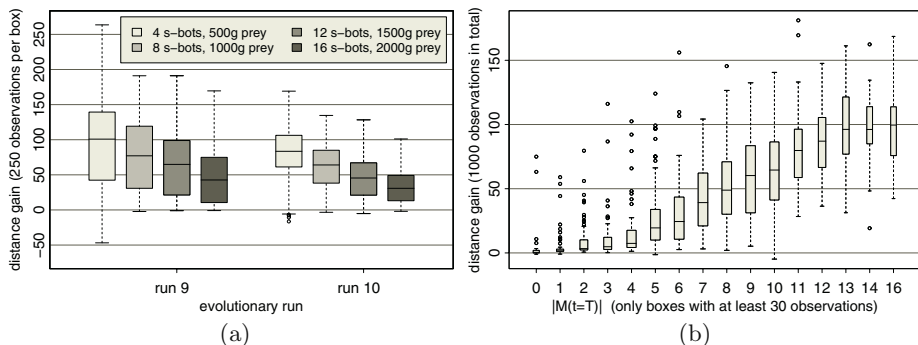 distance gain (250 observations per box)
250
200
150
100
50
0
−50
4 s-bots, 500g prey
8 s-bots, 1000g prey
12 s-bots, 1500g prey
16 s-bots, 2000g prey
run 9
run 10
evolutionary run
(a)
distance gain (1000 observations in total)
150
100
50
0
0 1 2 3 4 5 6 7 8 9 10 11 12 13 14 16
|M(t=T)| (only boxes with at least 30 observations)
(b)